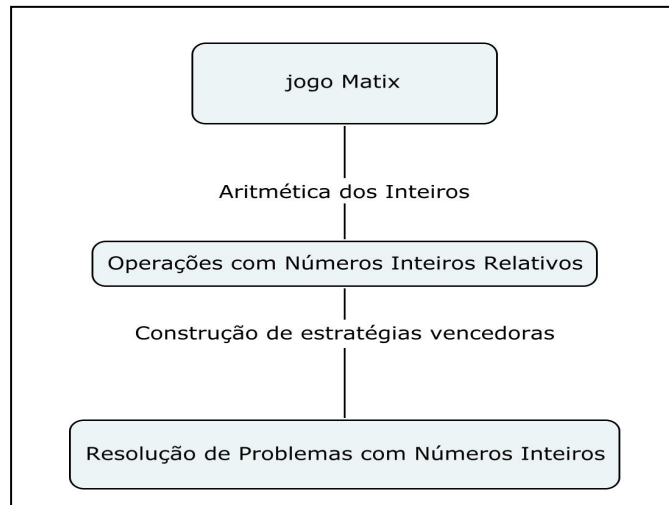 jogo Matix
Aritmética dos Inteiros
Operações com Números Inteiros Relativos
Construção de estratégias vencedoras
Resolução de Problemas com Números Inteiros